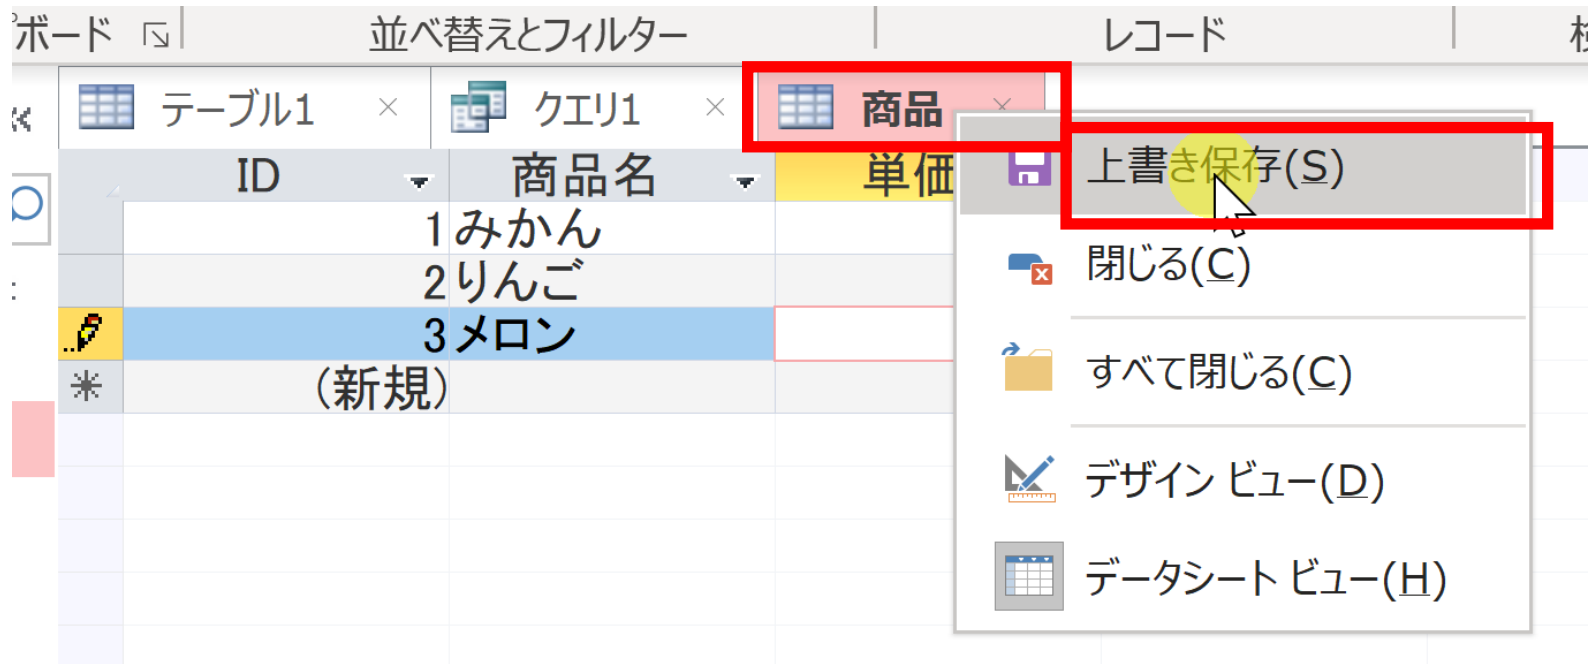 ボード 並べ替えとフィルター レコード
テーブル1 クエリ1 商品
ID 商品名 単価
1 みかん
2 りんご
3 メロン
(新規)
上書き保存(S)
閉じる(C)
すべて閉じる(C)
デザイン ビュー(D)
データシート ビュー(H)